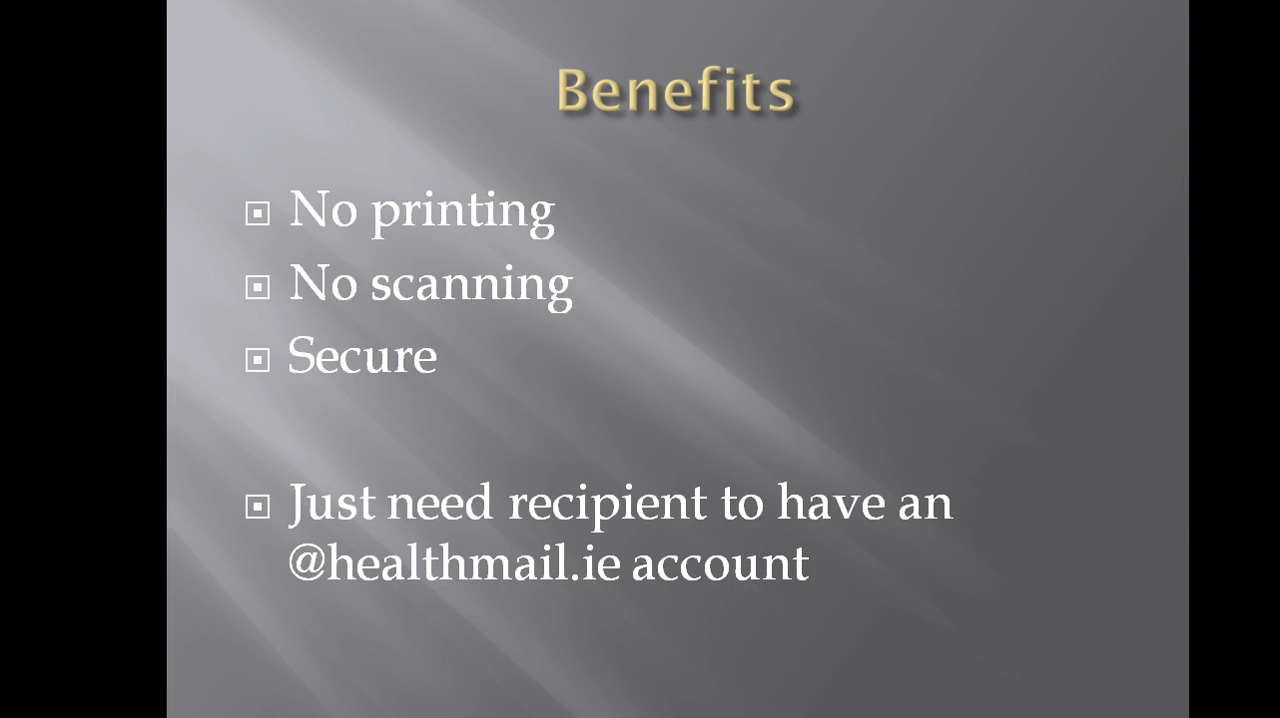 Benefits
No printing
No scanning
Secure
Just need recipient to have an
@healthmail.ie account